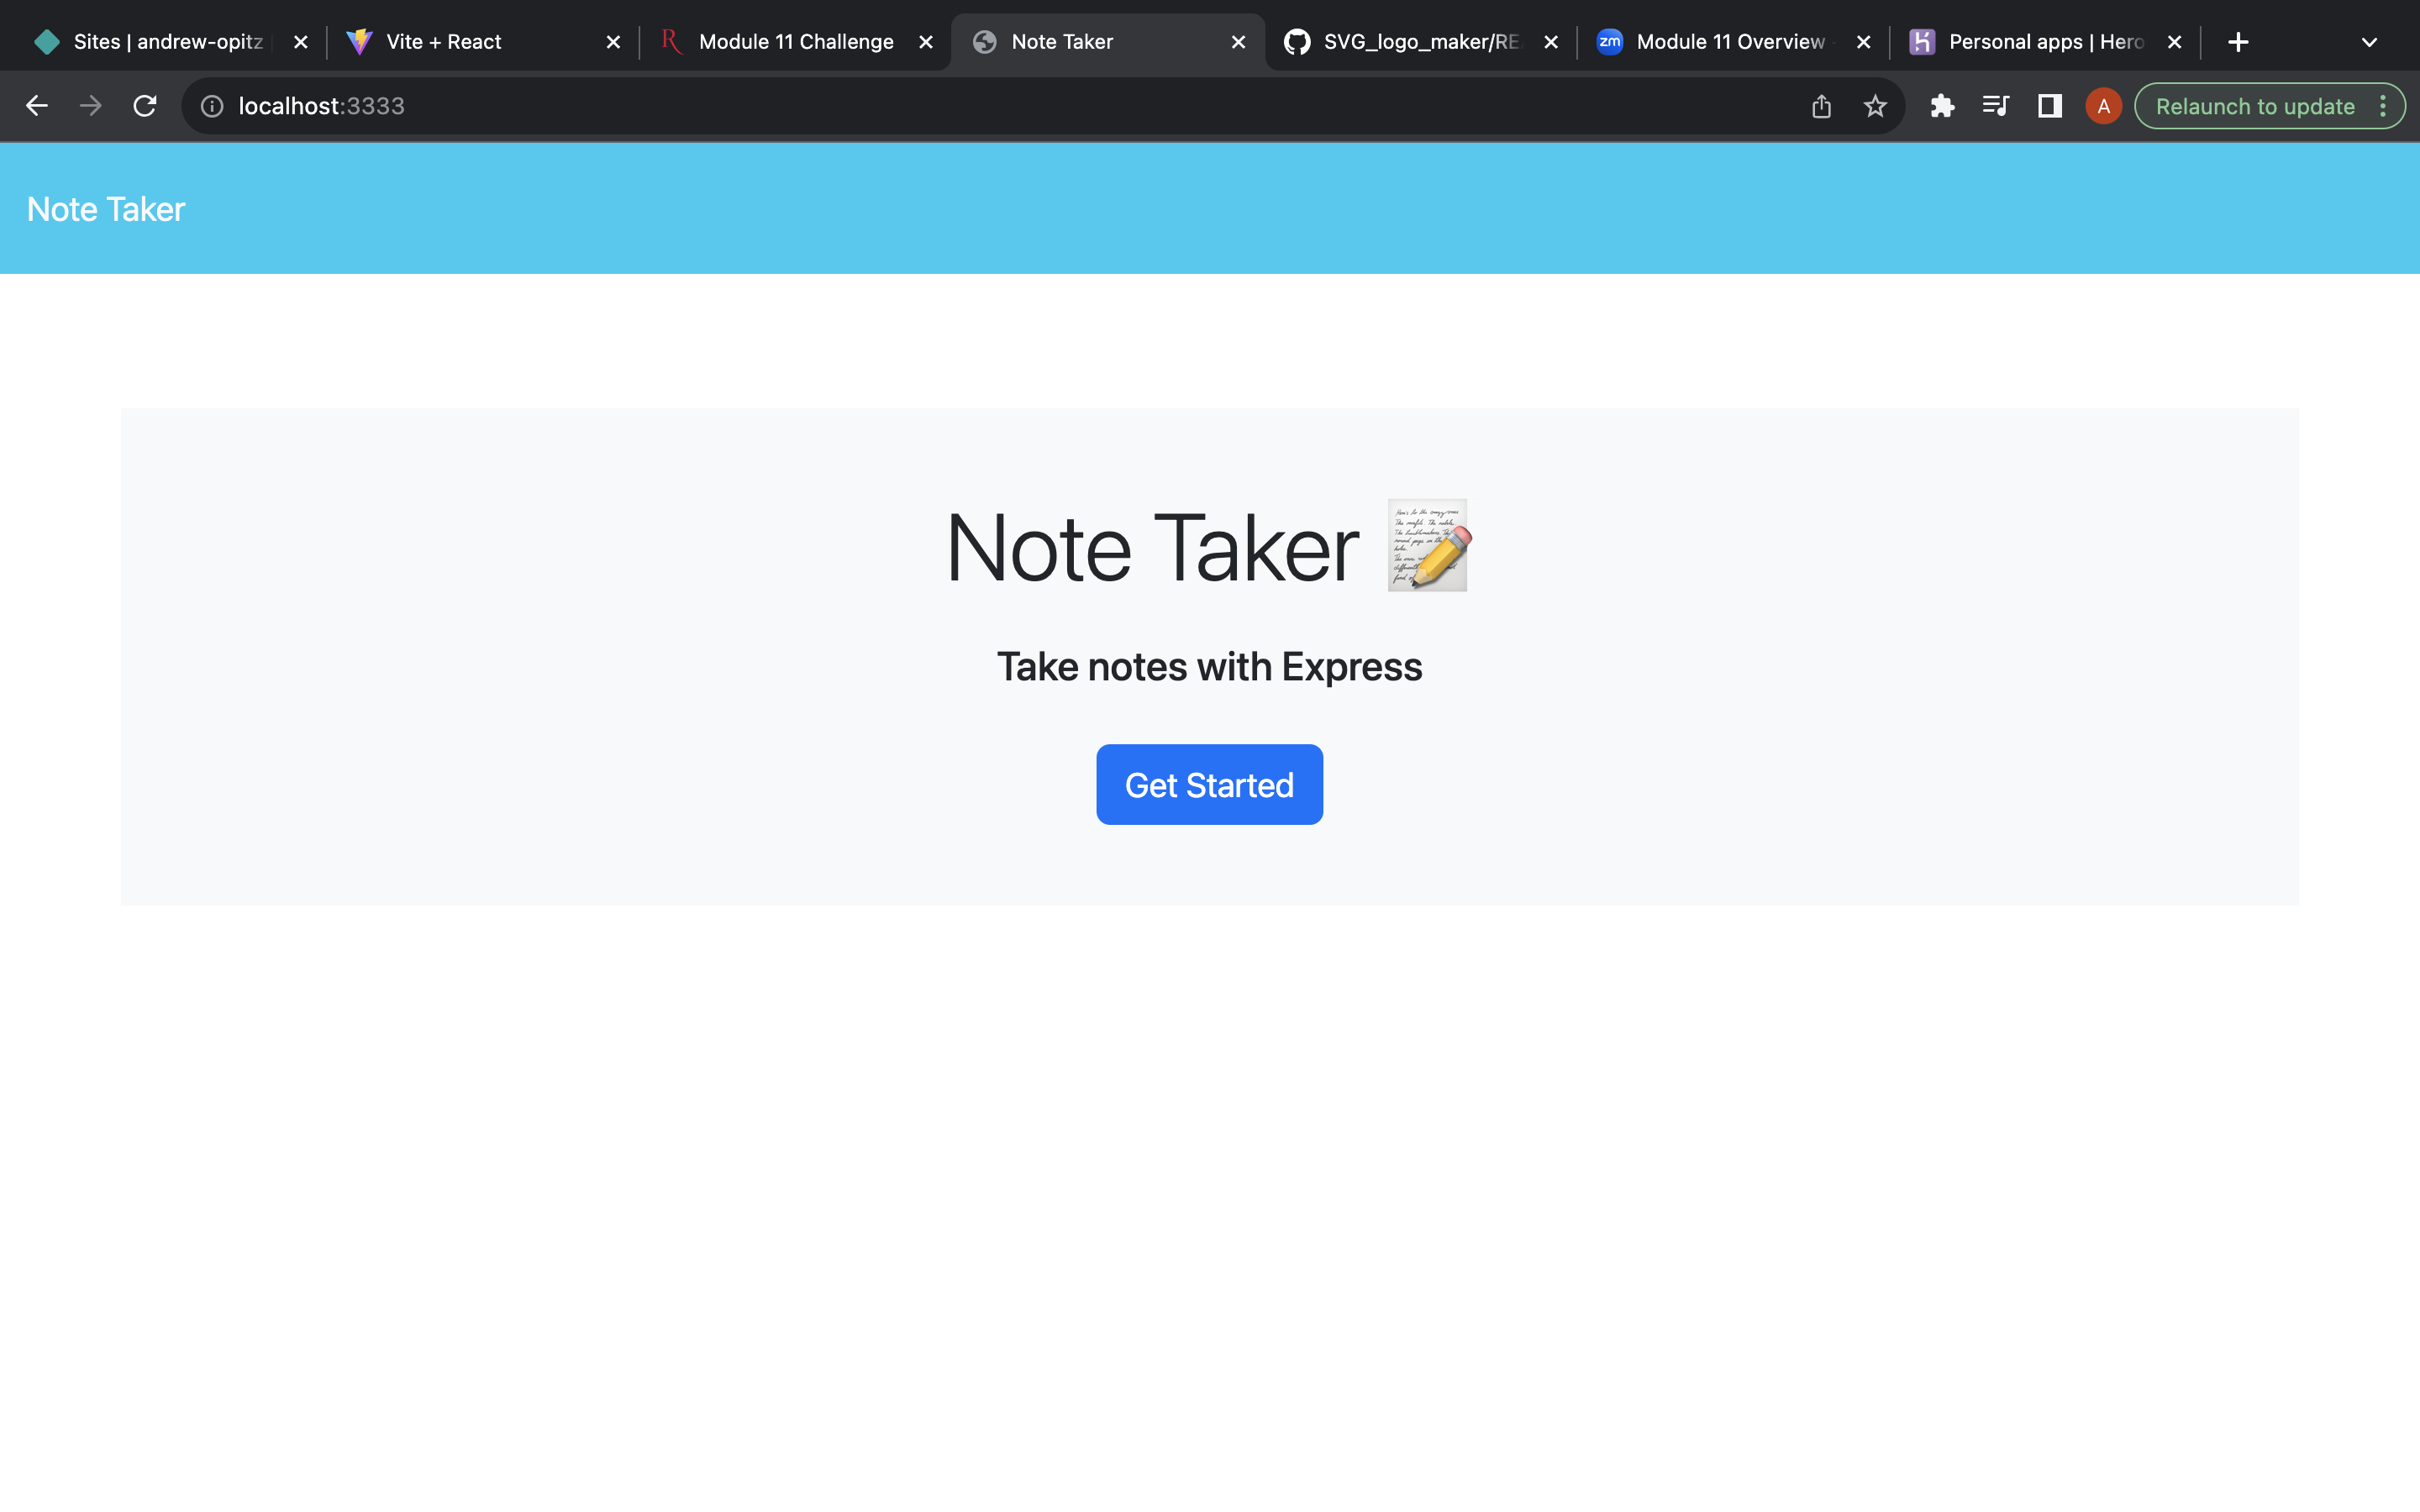 Sites | andrew-opitz
Vite + React
Module 11 Challenge
Note Taker
SVG_logo_maker/RE
Module 11 Overview
Personal apps | Hero
localhost:3333
A
Relaunch to update
Note Taker
Note Taker
Take notes with Express
Get Started